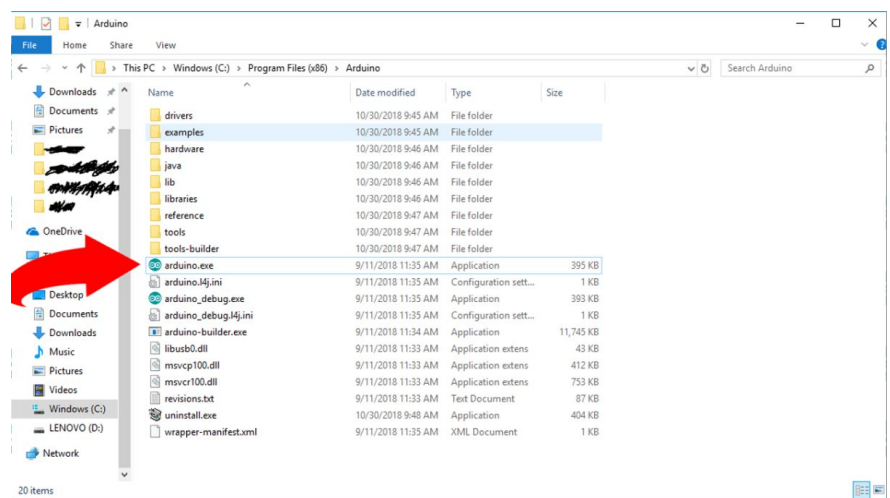 Arduino
File Home Share View
This PC > Windows (C:) > Program Files (x86) > Arduino Search Arduino
Name Date modified Type Size
Downloads
Documents
Pictures
OneDrive
Desktop
Documents
Downloads
Music
Pictures
Videos
Windows (C:)
LENOVO (D:)
Network
drivers 10/30/2018 9:45 AM File folder
examples 10/30/2018 9:45 AM File folder
hardware 10/30/2018 9:46 AM File folder
java 10/30/2018 9:46 AM File folder
lib 10/30/2018 9:46 AM File folder
libraries 10/30/2018 9:46 AM File folder
reference 10/30/2018 9:47 AM File folder
tools 10/30/2018 9:47 AM File folder
tools-builder 10/30/2018 9:47 AM File folder
arduino.exe 9/11/2018 11:35 AM Application 395 KB
arduino.l4j.ini 9/11/2018 11:35 AM Configuration sett... 1 KB
arduino_debug.exe 9/11/2018 11:35 AM Application 393 KB
arduino_debug.l4j.ini 9/11/2018 11:35 AM Configuration sett... 1 KB
arduino-builder.exe 9/11/2018 11:34 AM Application 11,745 KB
libusb0.dll 9/11/2018 11:33 AM Application extens 43 KB
msvcp100.dll 9/11/2018 11:33 AM Application extens 412 KB
msvcr100.dll 9/11/2018 11:33 AM Application extens 753 KB
revisions.txt 9/11/2018 11:33 AM Text Document 87 KB
uninstall.exe 10/30/2018 9:48 AM Application 404 KB
wrapper-manifest.xml 9/11/2018 11:35 AM XML Document 1 KB
20 items